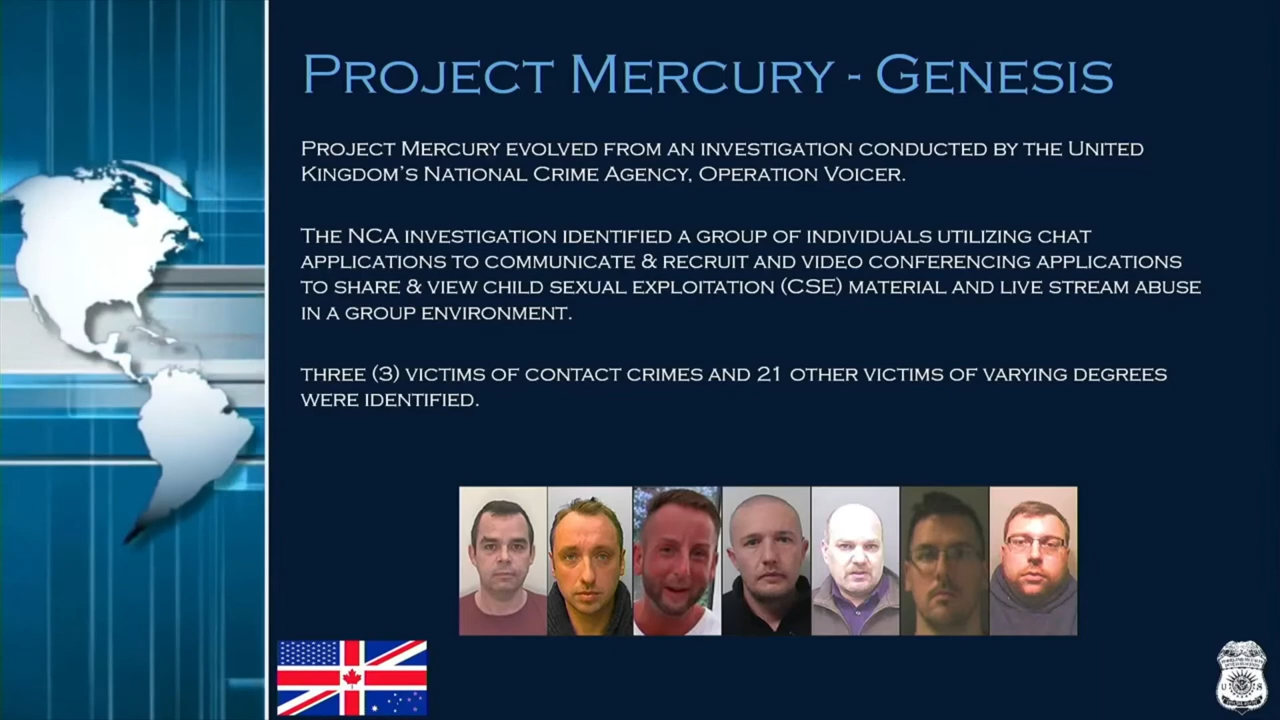 PROJECT MERCURY - GENESIS
PROJECT MERCURY EVOLVED FROM AN INVESTIGATION CONDUCTED BY THE UNITED
KINGDOM'S NATIONAL CRIME AGENCY, OPERATION VOICER.
THE NCA INVESTIGATION IDENTIFIED A GROUP OF INDIVIDUALS UTILIZING CHAT
APPLICATIONS TO COMMUNICATE & RECRUIT AND VIDEO CONFERENCING APPLICATIONS
TO SHARE & VIEW CHILD SEXUAL EXPLOITATION (CSE) MATERIAL AND LIVE STREAM ABUSE
IN A GROUP ENVIRONMENT.
THREE (3) VICTIMS OF CONTACT CRIMES AND 21 OTHER VICTIMS OF VARYING DEGREES
WERE IDENTIFIED.
U S